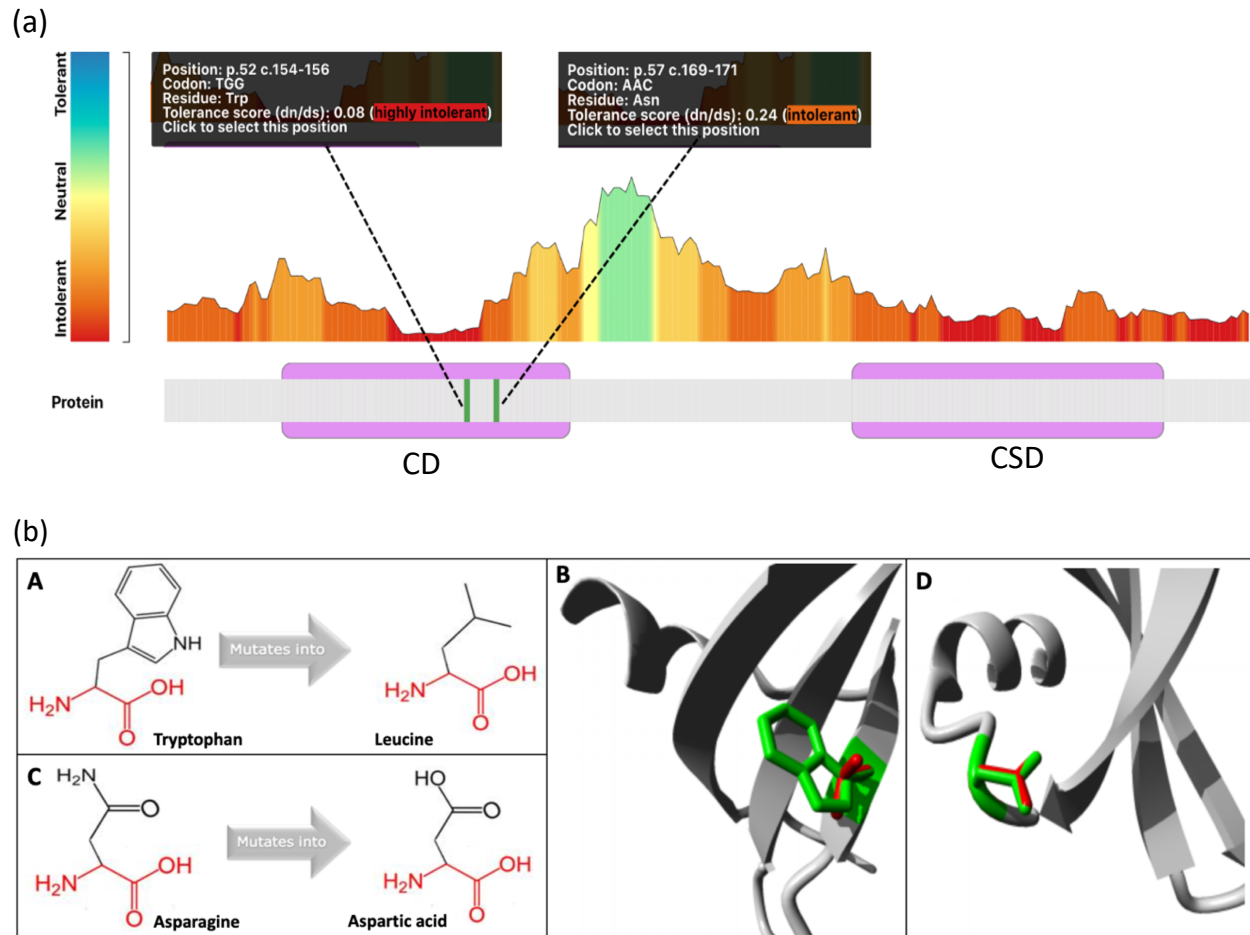 (a)
Tolerant
Neutral
Intolerant
Position: p.52 c.154-156
Codon: TGG
Residue: Trp
Tolerance score (dn/ds): 0.08 (highly intolerant)
Click to select this position
Position: p.57 c.169-171
Codon: AAC
Residue: Asn
Tolerance score (dn/ds): 0.24 (intolerant)
Click to select this position
Protein
CD
CSD
(b)
A
NH
Mutates into
H₂N
OH
O
Tryptophan
H₂N
OH
O
Leucine
B
D
C
H₂N
O
H₂N
OH
O
Asparagine
Mutates into
HO
O
H₂N
OH
O
Aspartic acid